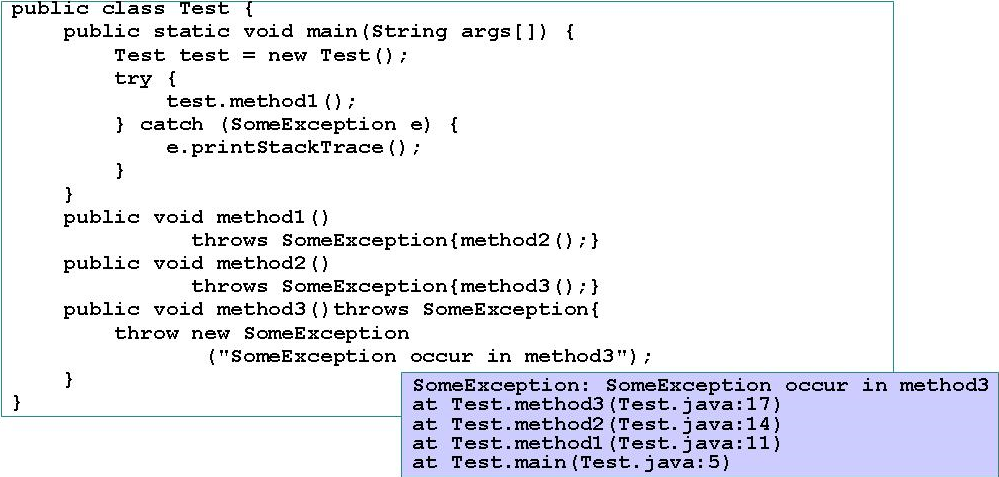 public class Test {
    public static void main(String args[]) {
        Test test = new Test();
        try {
            test.method1();
        } catch (SomeException e) {
            e.printStackTrace();
        }
    }
    public void method1()
              throws SomeException{method2();}
    public void method2()
              throws SomeException{method3();}
    public void method3()throws SomeException{
        throw new SomeException
               ("SomeException occur in method3");
    }
}
SomeException: SomeException occur in method3
at Test.method3(Test.java:17)
at Test.method2(Test.java:14)
at Test.method1(Test.java:11)
at Test.main(Test.java:5)